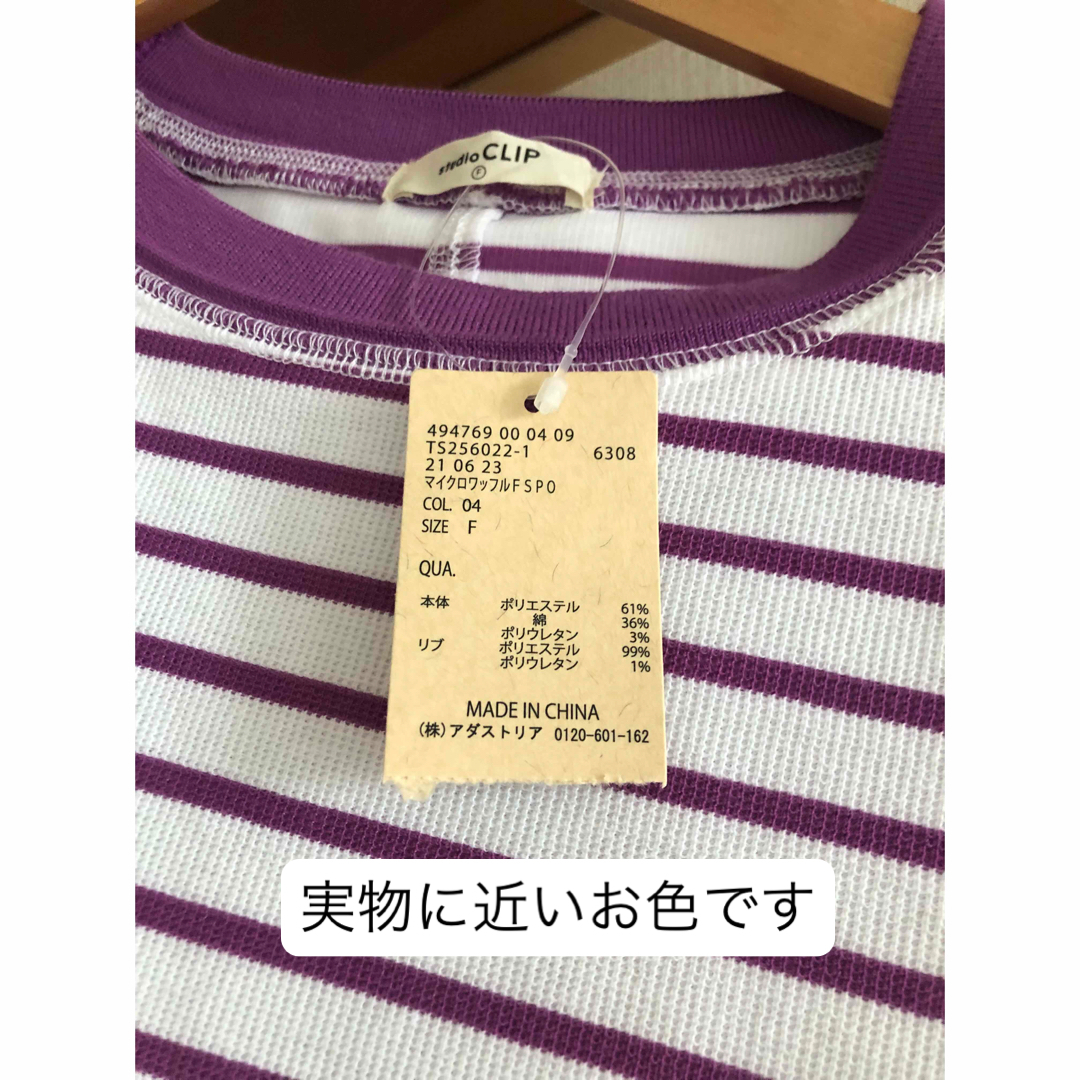 studio CLIP
F
494769 00 04 09
TS256022-1 6308
21 06 23
マイクロワッフルFSPO
COL. 04
SIZE F
QUA.
本体 ポリエステル 61%
綿 36%
ポリウレタン 3%
リブ ポリエステル 99%
ポリウレタン 1%
MADE IN CHINA
(株)アダストリア 0120-601-162
実物に近いお色です